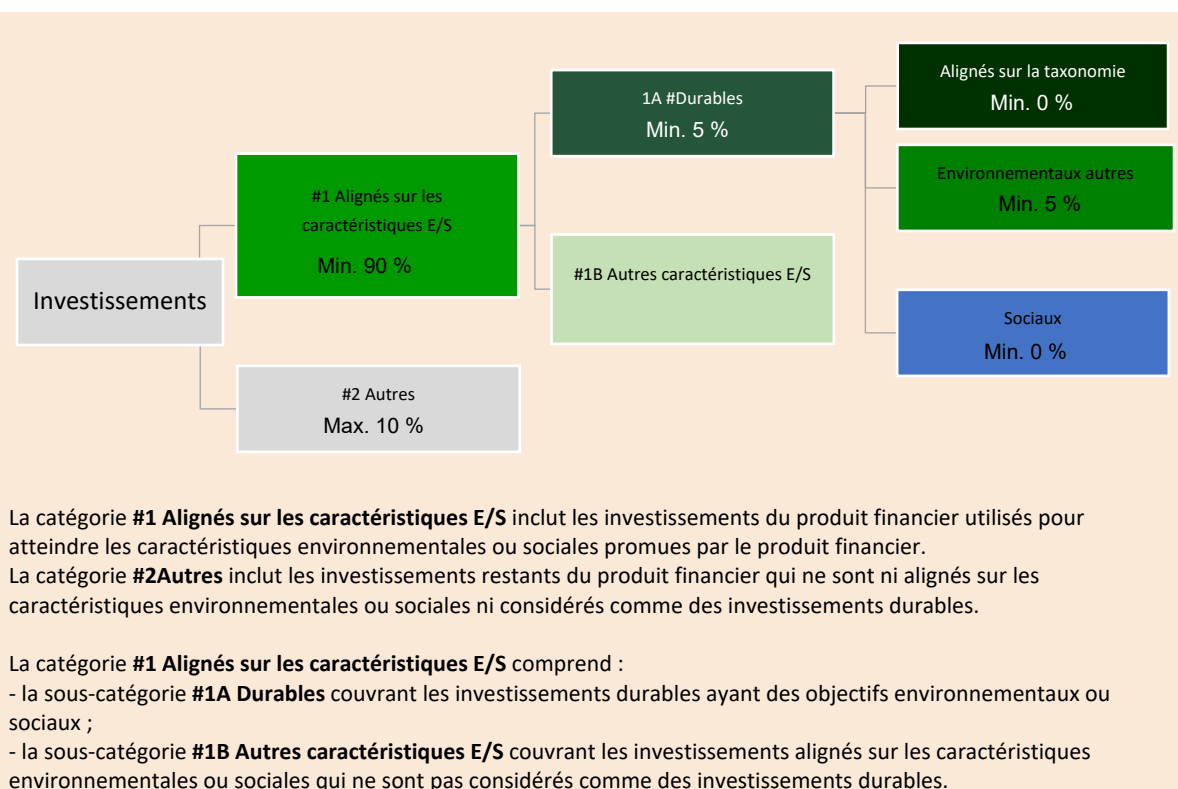 Investissements
#1 Alignés sur les
caractéristiques E/S
Min. 90 %
#2 Autres
Max. 10 %
1A #Durables
Min. 5 %
#1B Autres caractéristiques E/S
Alignés sur la taxonomie
Min. 0 %
Environnementaux autres
Min. 5 %
Sociaux
Min. 0 %
La catégorie #1 Alignés sur les caractéristiques E/S inclut les investissements du produit financier utilisés pour
atteindre les caractéristiques environnementales ou sociales promues par le produit financier.
La catégorie #2Autres inclut les investissements restants du produit financier qui ne sont ni alignés sur les
caractéristiques environnementales ou sociales ni considérés comme des investissements durables.
La catégorie #1 Alignés sur les caractéristiques E/S comprend :
- la sous-catégorie #1A Durables couvrant les investissements durables ayant des objectifs environnementaux ou
sociaux ;
- la sous-catégorie #1B Autres caractéristiques E/S couvrant les investissements alignés sur les caractéristiques
environnementales ou sociales qui ne sont pas considérés comme des investissements durables.